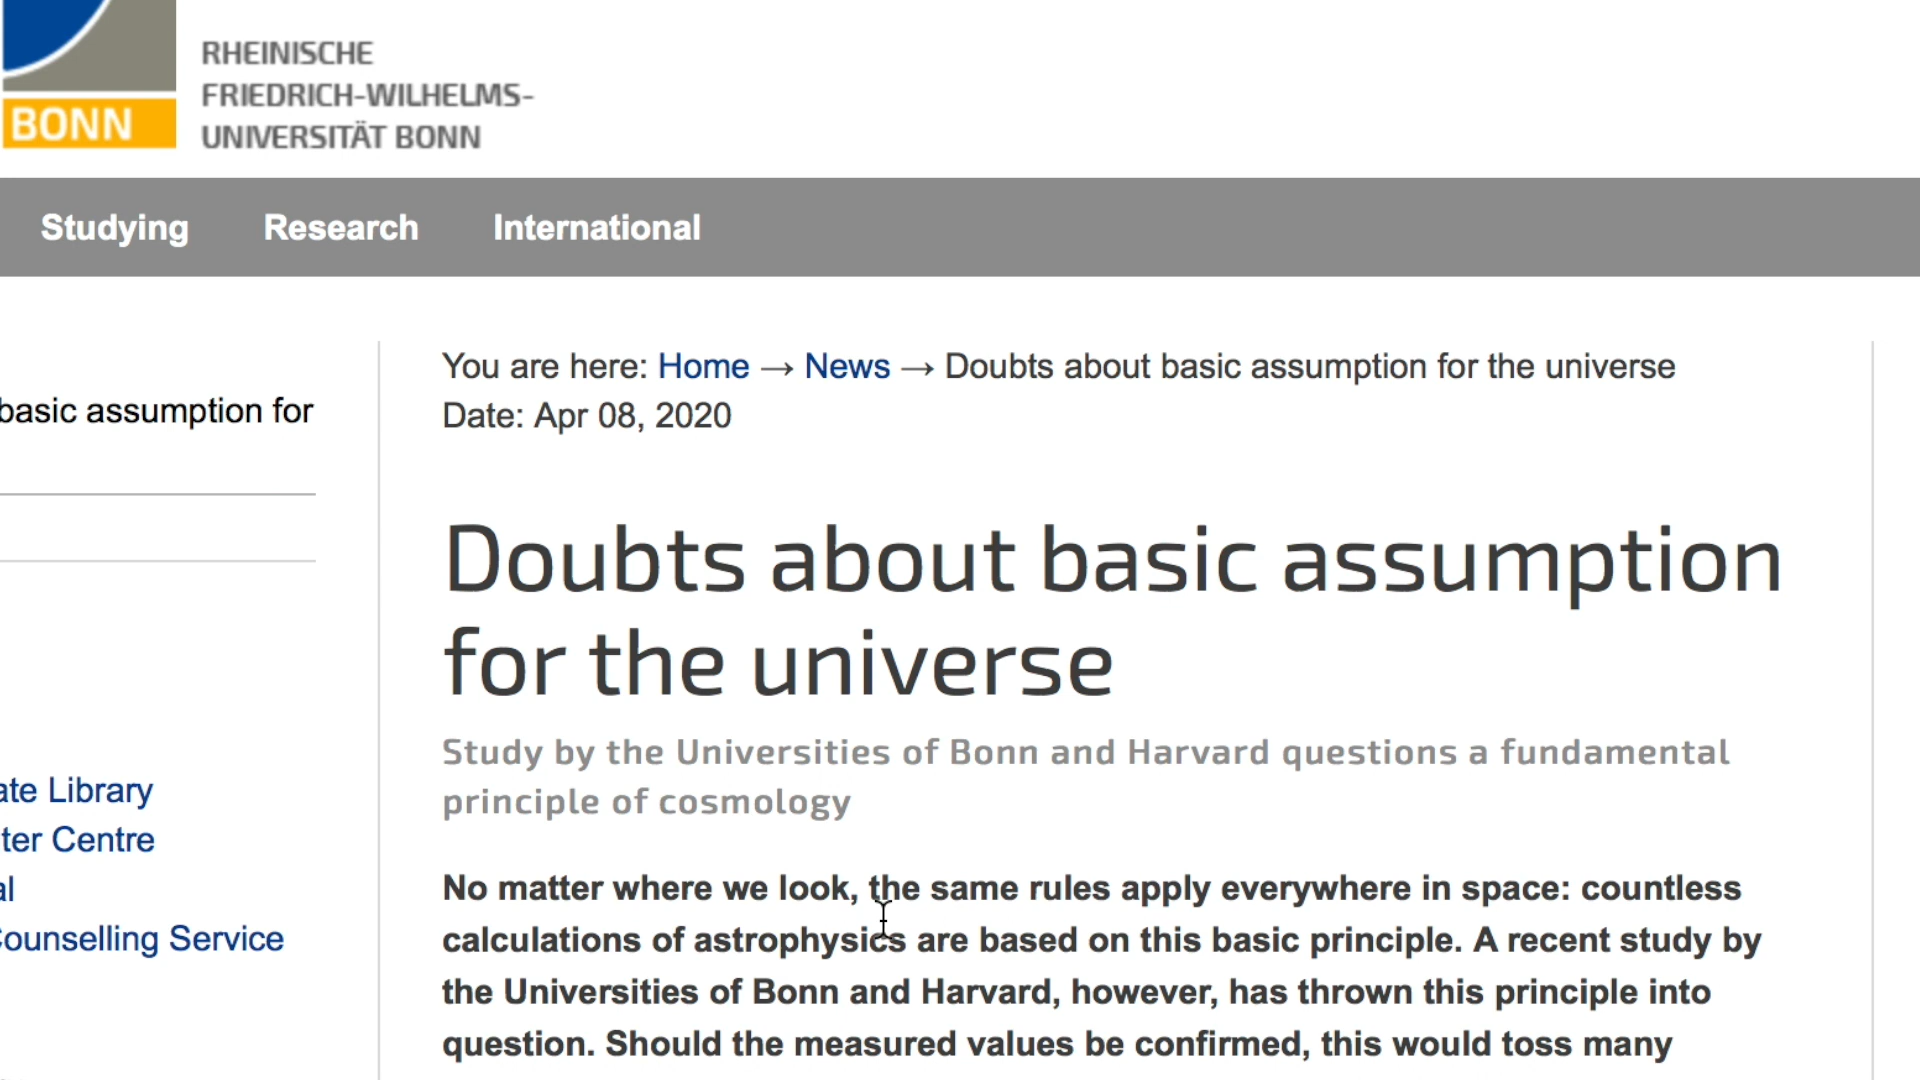 BONN
RHEINISCHE
FRIEDRICH-WILHELMS-
UNIVERSITÄT BONN
Studying Research International
basic assumption for
ate Library
ter Centre
al
Counselling Service
You are here: Home → News → Doubts about basic assumption for the universe
Date: Apr 08, 2020
Doubts about basic assumption
for the universe
Study by the Universities of Bonn and Harvard questions a fundamental
principle of cosmology
No matter where we look, the same rules apply everywhere in space: countless
calculations of astrophysics are based on this basic principle. A recent study by
the Universities of Bonn and Harvard, however, has thrown this principle into
question. Should the measured values be confirmed, this would toss many